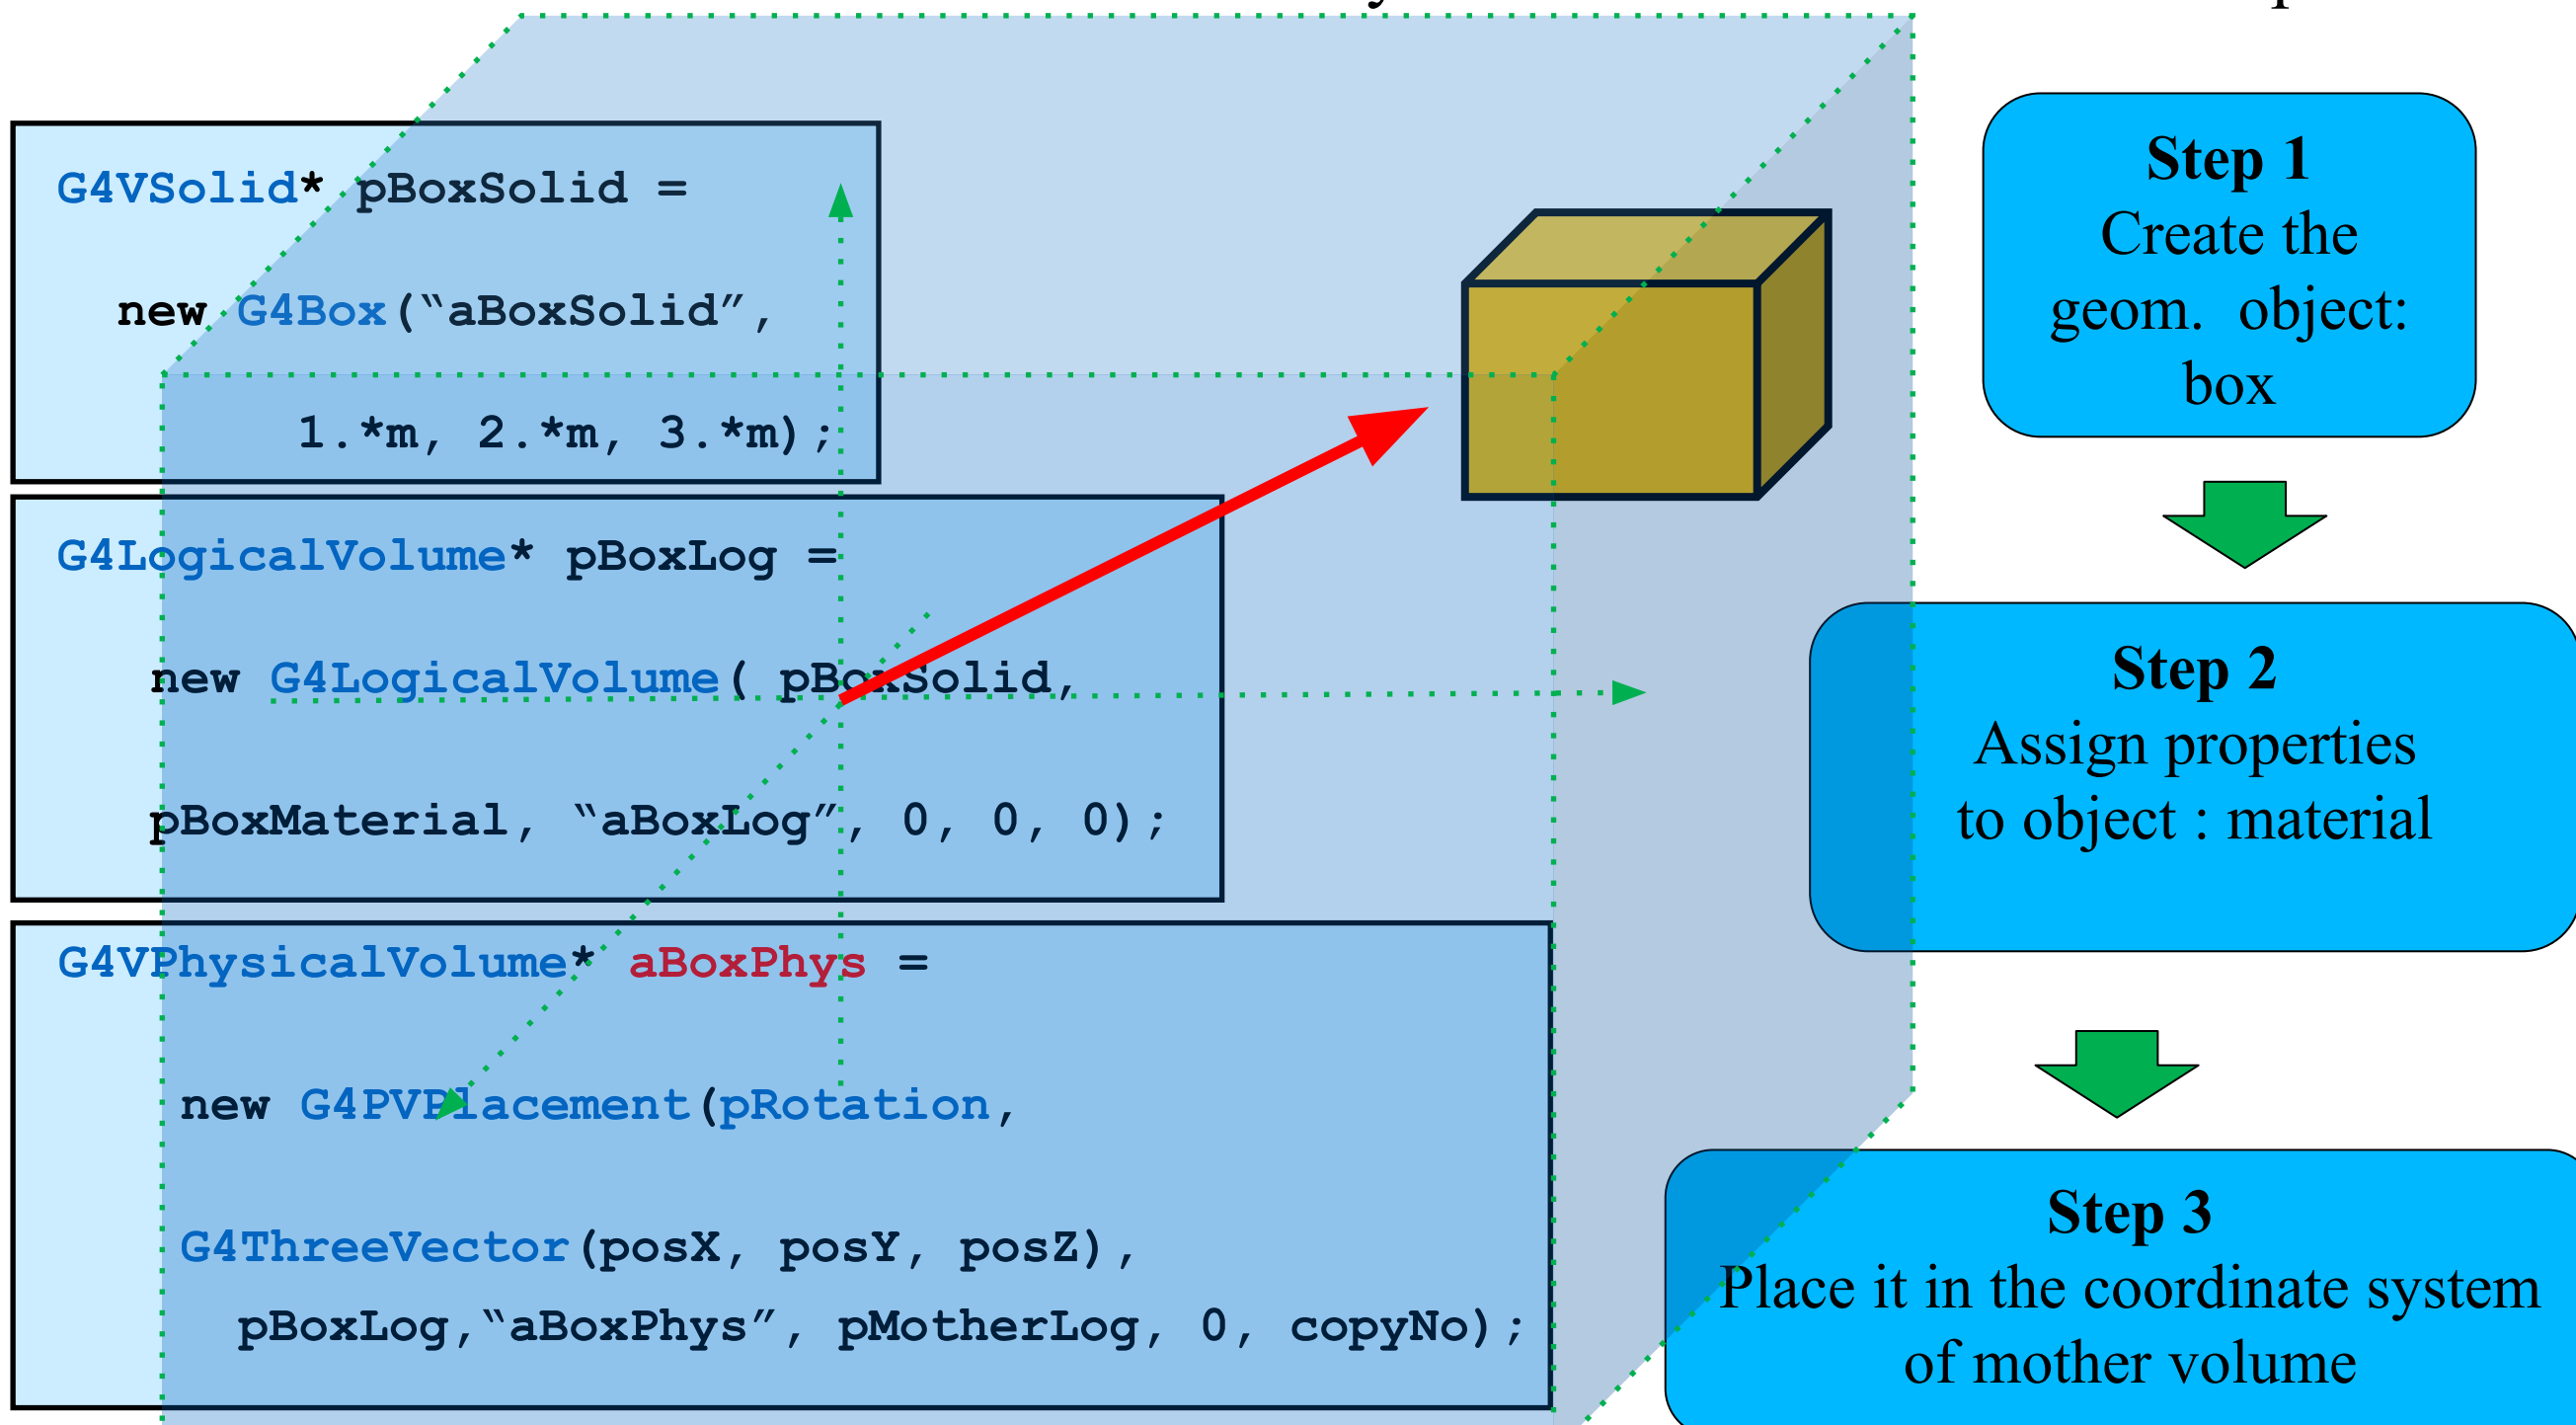 G4VSolid* pBoxSolid =
new G4Box(“aBoxSolid”,
1.*m, 2.*m, 3.*m);
G4LogicalVolume* pBoxLog =
new G4LogicalVolume( pBoxSolid,
pBoxMaterial, “aBoxLog”, 0, 0, 0);
G4VPhysicalVolume* aBoxPhys =
new G4PVPlacement(pRotation,
G4ThreeVector(posX, posY, posZ),
pBoxLog,“aBoxPhys”, pMotherLog, 0, copyNo);
Step 1
Create the
geom. object:
box
Step 2
Assign properties
to object : material
Step 3
Place it in the coordinate system
of mother volume